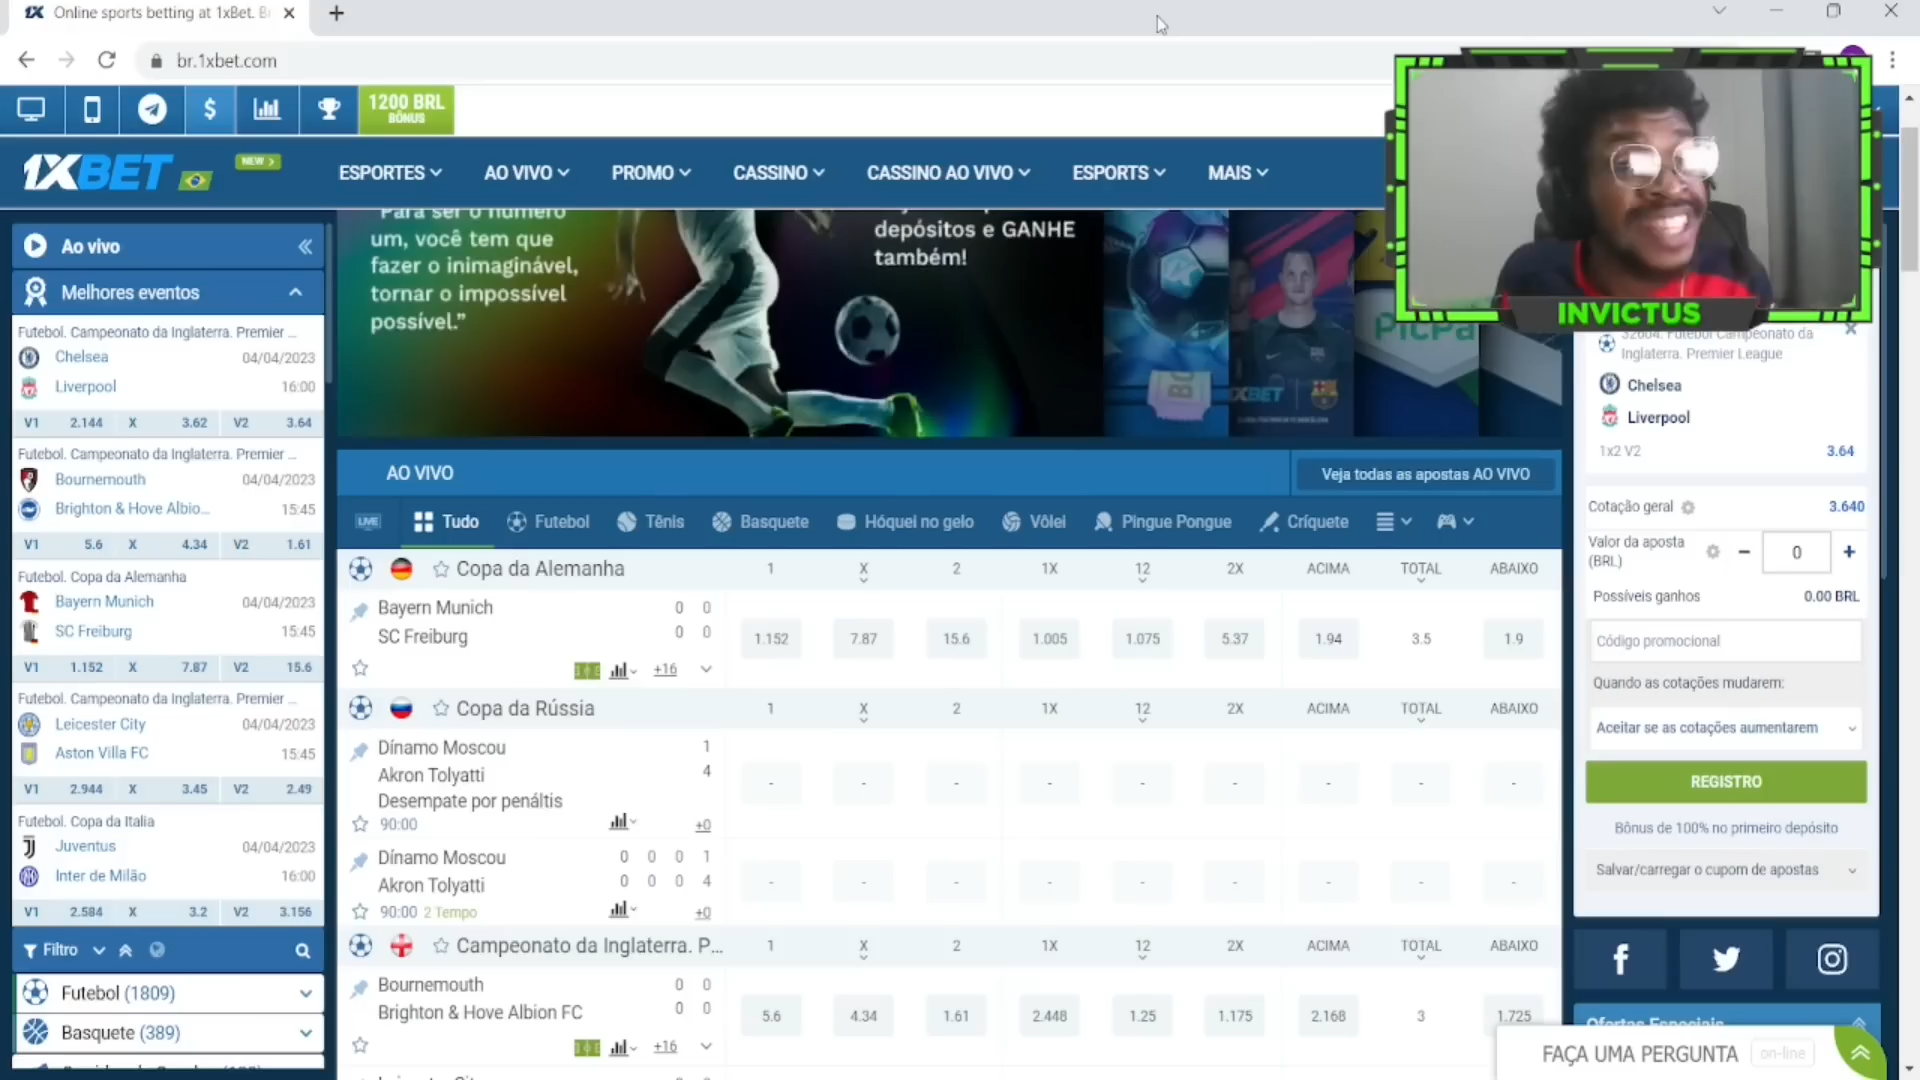 Online sports betting at 1xBet. B
br.1xbet.com
1200 BRL
BÔNUS
1XBET
NEW >
ESPORTES
AO VIVO
PROMO
CASSINO
CASSINO AO VIVO
ESPORTS
MAIS
INVICTUS
Ao vivo
Melhores eventos
Futebol. Campeonato da Inglaterra. Premier ...
Chelsea 04/04/2023
Liverpool 16:00
V1 2.144 X 3.62 V2 3.64
Futebol. Campeonato da Inglaterra. Premier ...
Bournemouth 04/04/2023
Brighton & Hove Albio... 15:45
V1 5.6 X 4.34 V2 1.61
Futebol. Copa da Alemanha
Bayern Munich 04/04/2023
SC Freiburg 15:45
V1 1.152 X 7.87 V2 15.6
Futebol. Campeonato da Inglaterra. Premier ...
Leicester City 04/04/2023
Aston Villa FC 15:45
V1 2.944 X 3.45 V2 2.49
Futebol. Copa da Italia
Juventus 04/04/2023
Inter de Milão 16:00
V1 2.584 X 3.2 V2 3.156
Filtro
Futebol (1809)
Basquete (389)
"Para ser o número
um, você tem que
fazer o inimaginável,
tornar o impossível
possível."
depósitos e GANHE
também!
1XBET
PicPa
AO VIVO
Veja todas as apostas AO VIVO
LIVE Tudo Futebol Tênis Basquete Hóquei no gelo Vôlei Pingue Pongue Críquete
Copa da Alemanha 1 X 2 1X 12 2X ACIMA TOTAL ABAIXO
Bayern Munich 0 0
SC Freiburg 0 0
1.152 7.87 15.6 1.005 1.075 5.37 1.94 3.5 1.9
+16
Copa da Rússia 1 X 2 1X 12 2X ACIMA TOTAL ABAIXO
Dínamo Moscou 1
Akron Tolyatti 4
Desempate por penáltis
- - - - - - - - -
90:00 +0
Dínamo Moscou 0 0 0 1
Akron Tolyatti 0 0 0 4
- - - - - - - - -
90:00 2 Tempo +0
Campeonato da Inglaterra. P... 1 X 2 1X 12 2X ACIMA TOTAL ABAIXO
Bournemouth 0 0
Brighton & Hove Albion FC 0 0
5.6 4.34 1.61 2.448 1.25 1.175 2.168 3 1.725
+16
32604. Futebol Campeonato da
Inglaterra. Premier League
Chelsea
Liverpool
1x2 V2 3.64
Cotação geral 3.640
Valor da aposta
(BRL)
− 0 +
Possíveis ganhos 0.00 BRL
Código promocional
Quando as cotações mudarem:
Aceitar se as cotações aumentarem
REGISTRO
Bônus de 100% no primeiro depósito
Salvar/carregar o cupom de apostas
Ofertas Especiais
FAÇA UMA PERGUNTA on-line